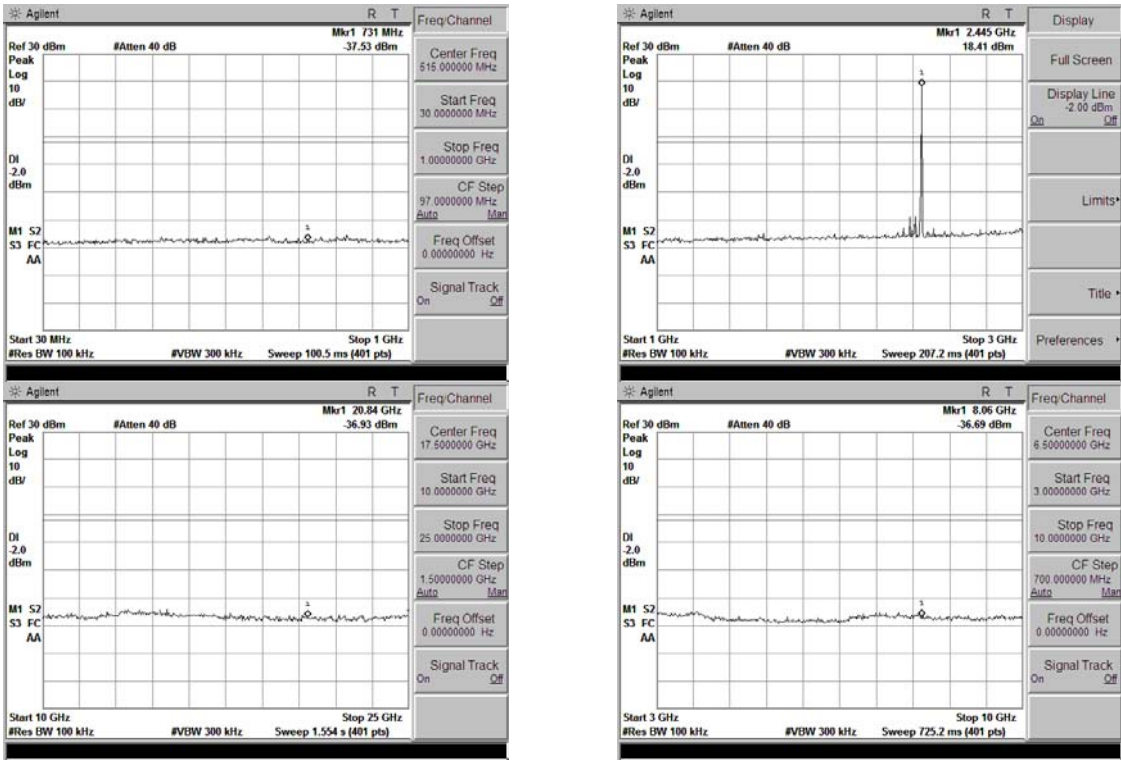 Agilent R T
Mkr1 731 MHz
Ref 30 dBm #Atten 40 dB -37.53 dBm
Peak
Log
10
dB/
DI
-2.0
dBm
M1 S2
S3 FC
AA
Start 30 MHz Stop 1 GHz
#Res BW 100 kHz #VBW 300 kHz Sweep 100.5 ms (401 pts)
Freq/Channel
Center Freq
515.000000 MHz
Start Freq
30.0000000 MHz
Stop Freq
1.00000000 GHz
CF Step
97.0000000 MHz
Auto Man
Freq Offset
0.00000000 Hz
Signal Track
On Off
1
Agilent R T
Mkr1 2.445 GHz
Ref 30 dBm #Atten 40 dB 18.41 dBm
Peak
Log
10
dB/
DI
-2.0
dBm
M1 S2
S3 FC
AA
Start 1 GHz Stop 3 GHz
#Res BW 100 kHz #VBW 300 kHz Sweep 207.2 ms (401 pts)
Display
Full Screen
Display Line
-2.00 dBm
On Off
Limits
Title
Preferences
1
Agilent R T
Mkr1 20.84 GHz
Ref 30 dBm #Atten 40 dB -36.93 dBm
Peak
Log
10
dB/
DI
-2.0
dBm
M1 S2
S3 FC
AA
Start 10 GHz Stop 25 GHz
#Res BW 100 kHz #VBW 300 kHz Sweep 1.554 s (401 pts)
Freq/Channel
Center Freq
17.5000000 GHz
Start Freq
10.0000000 GHz
Stop Freq
25.0000000 GHz
CF Step
1.50000000 GHz
Auto Man
Freq Offset
0.00000000 Hz
Signal Track
On Off
1
Agilent R T
Mkr1 8.06 GHz
Ref 30 dBm #Atten 40 dB -36.69 dBm
Peak
Log
10
dB/
DI
-2.0
dBm
M1 S2
S3 FC
AA
Start 3 GHz Stop 10 GHz
#Res BW 100 kHz #VBW 300 kHz Sweep 725.2 ms (401 pts)
Freq/Channel
Center Freq
6.50000000 GHz
Start Freq
3.00000000 GHz
Stop Freq
10.0000000 GHz
CF Step
700.000000 MHz
Auto Man
Freq Offset
0.00000000 Hz
Signal Track
On Off
1